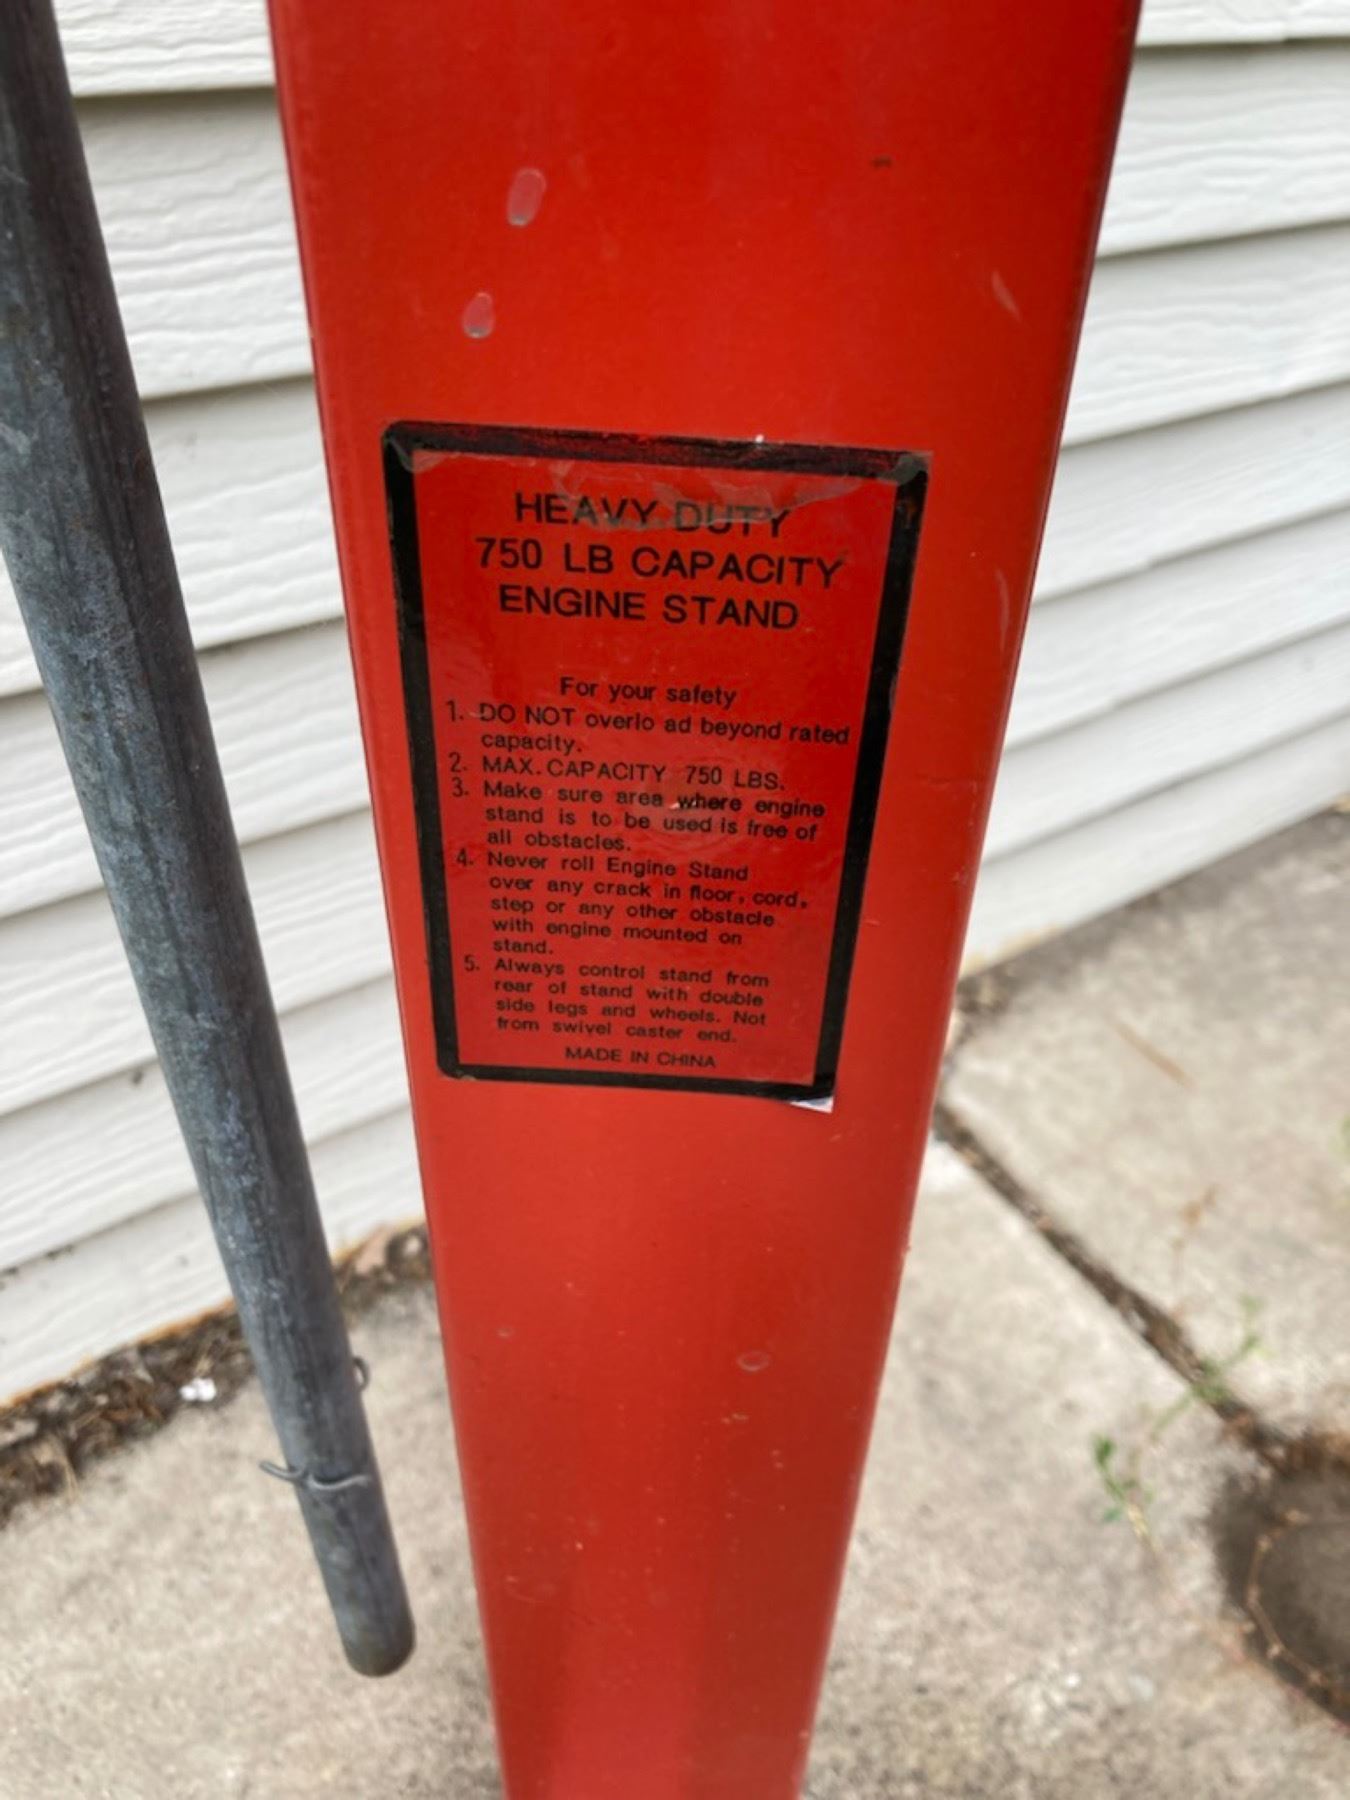 HEAVY DUTY
750 LB CAPACITY
ENGINE STAND
For your safety
1. DO NOT overlo ad beyond rated
capacity.
2. MAX. CAPACITY 750 LBS.
3. Make sure area where engine
stand is to be used is free of
all obstacles.
4. Never roll Engine Stand
over any crack in floor, cord,
step or any other obstacle
with engine mounted on
stand.
5. Always control stand from
rear of stand with double
side legs and wheels. Not
from swivel caster end.
MADE IN CHINA